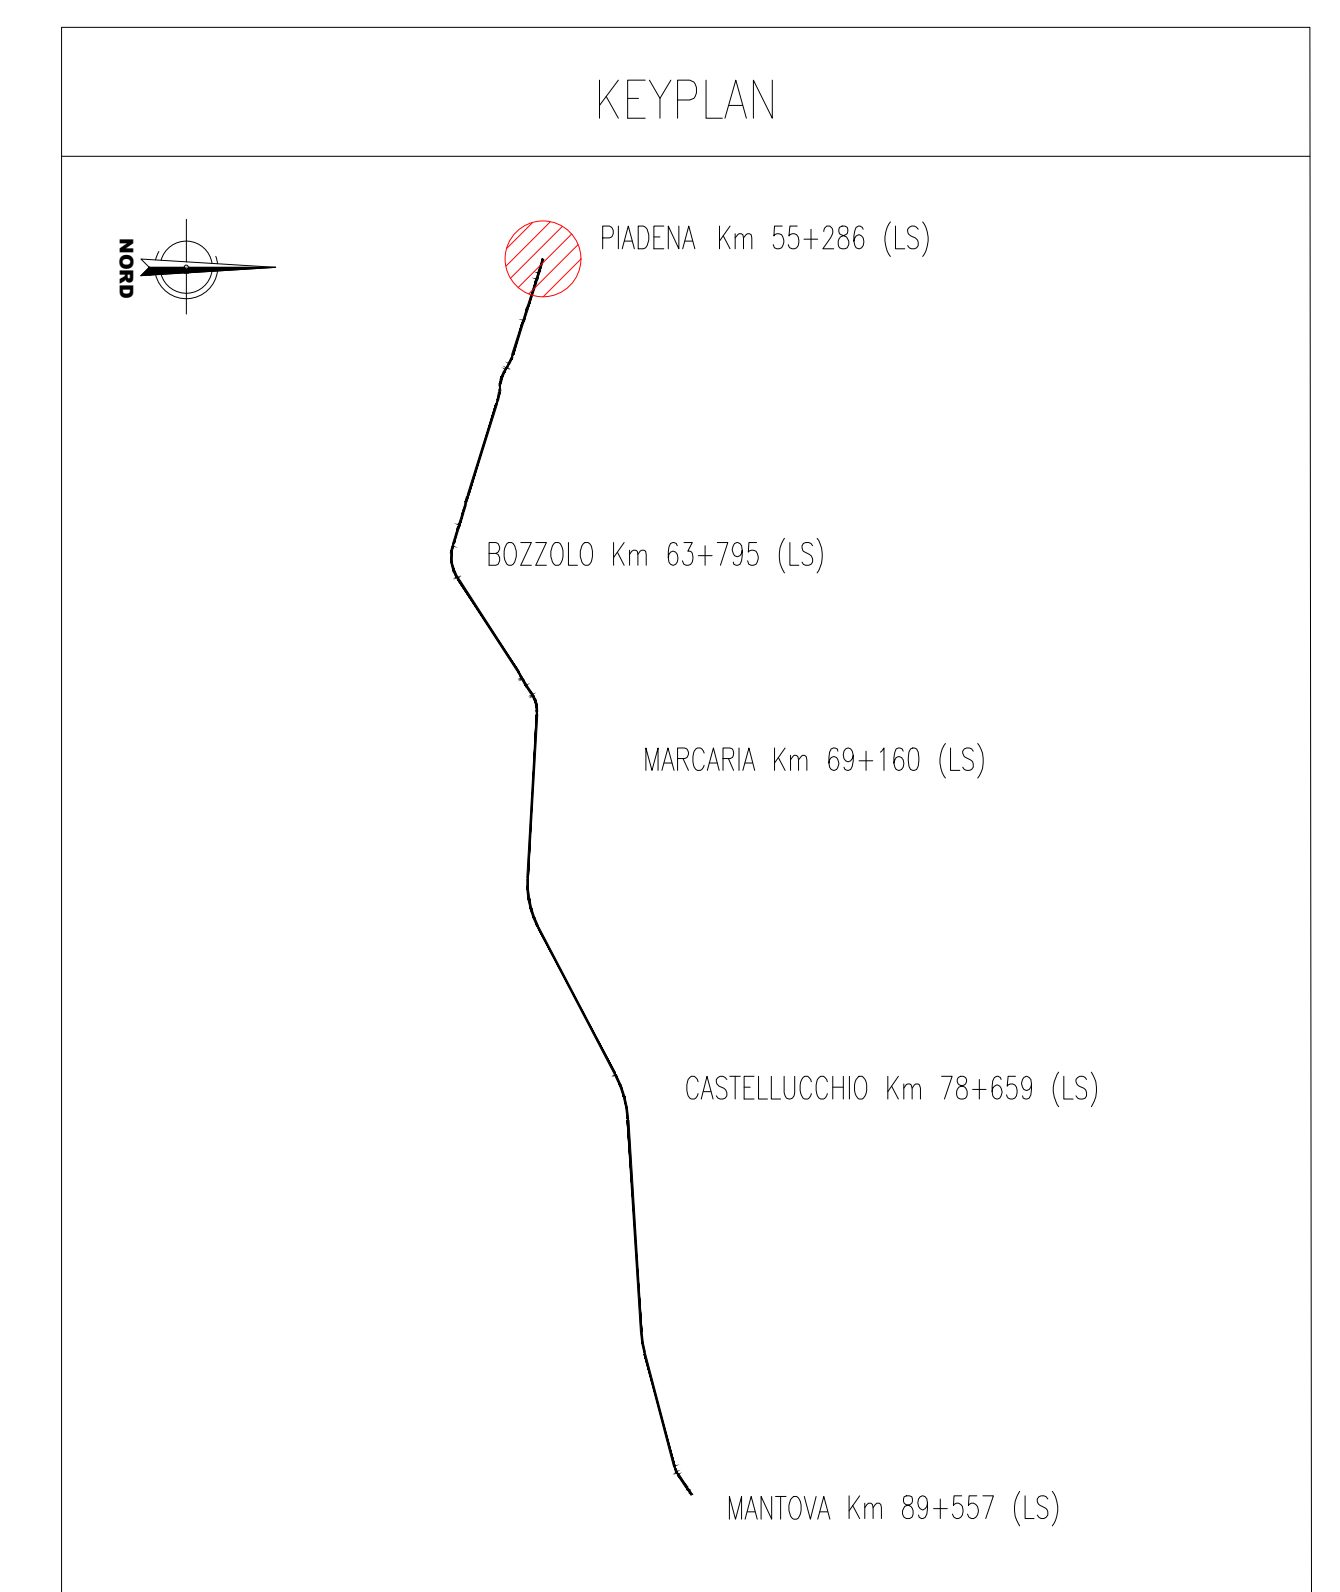 KEYPLAN
NORD
PIADENA Km 55+286 (LS)
BOZZOLO Km 63+795 (LS)
MARCARIA Km 69+160 (LS)
CASTELLUCCHIO Km 78+659 (LS)
MANTOVA Km 89+557 (LS)